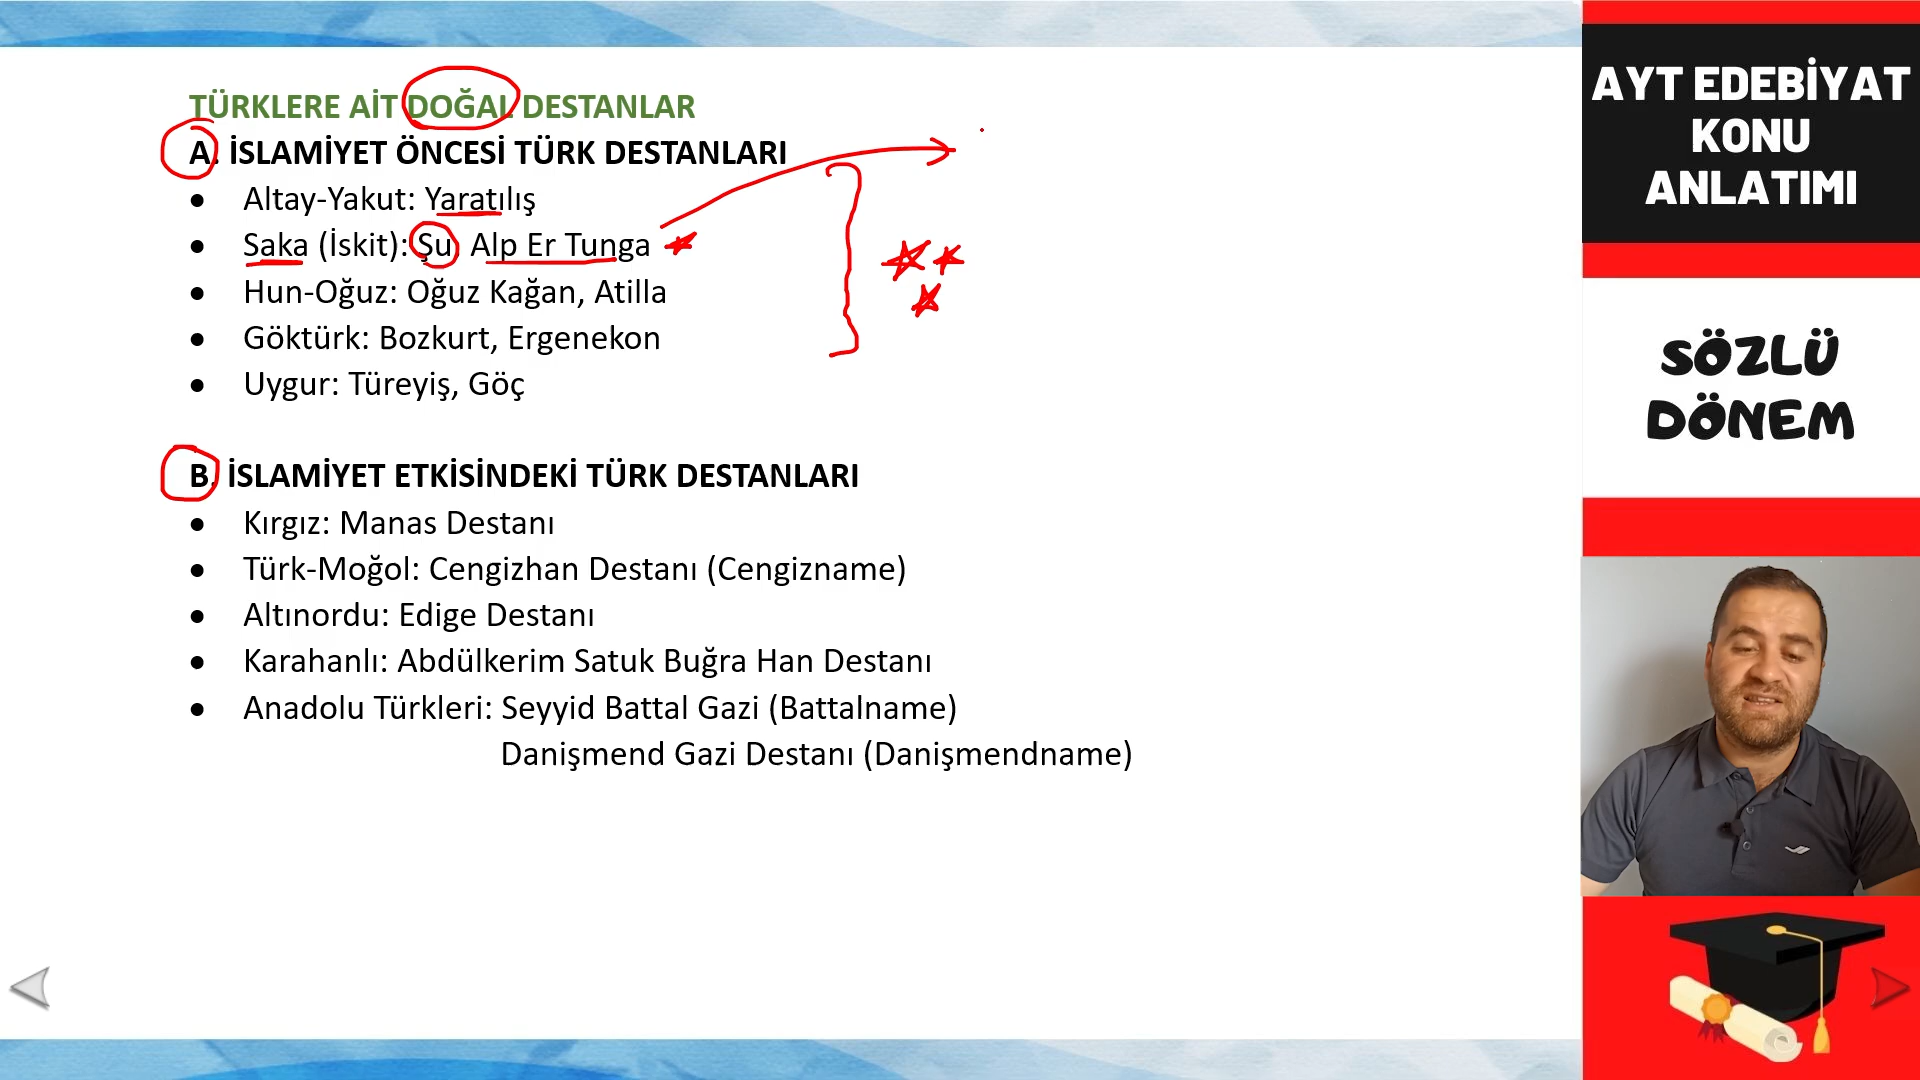 TÜRKLERE AİT DOĞAL DESTANLAR
A. İSLAMİYET ÖNCESİ TÜRK DESTANLARI
• Altay-Yakut: Yaratılış
• Saka (İskit): Şu, Alp Er Tunga
• Hun-Oğuz: Oğuz Kağan, Atilla
• Göktürk: Bozkurt, Ergenekon
• Uygur: Türeyiş, Göç
B. İSLAMİYET ETKİSİNDEKİ TÜRK DESTANLARI
• Kırgız: Manas Destanı
• Türk-Moğol: Cengizhan Destanı (Cengizname)
• Altınordu: Edige Destanı
• Karahanlı: Abdülkerim Satuk Buğra Han Destanı
• Anadolu Türkleri: Seyyid Battal Gazi (Battalname)
Danişmend Gazi Destanı (Danişmendname)
AYT EDEBİYAT
KONU
ANLATIMI
SÖZLÜ
DÖNEM